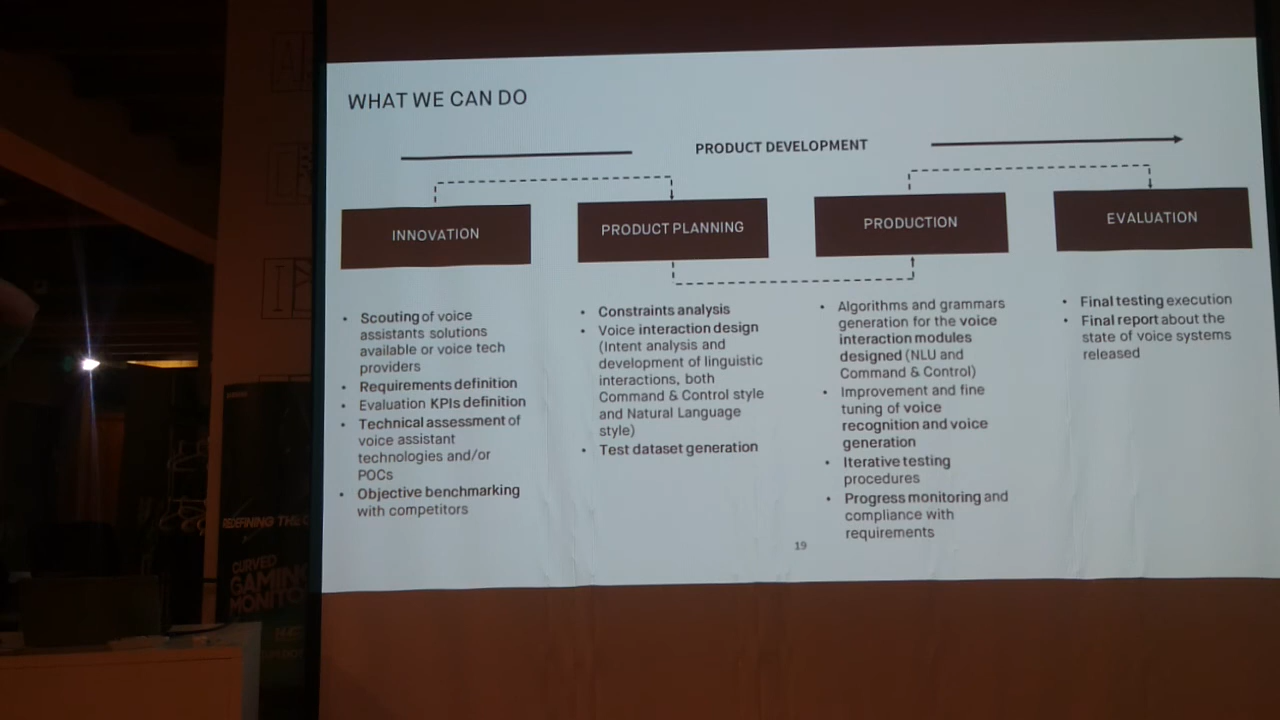 WHAT WE CAN DO
PRODUCT DEVELOPMENT
INNOVATION
PRODUCT PLANNING
PRODUCTION
EVALUATION
• Scouting of voice
assistants solutions
available or voice tech
providers
• Requirements definition
• Evaluation KPIs definition
• Technical assessment of
voice assistant
technologies and/or
POCs
• Objective benchmarking
with competitors
• Constraints analysis
• Voice interaction design
(Intent analysis and
development of linguistic
interactions, both
Command & Control style
and Natural Language
style)
• Test dataset generation
• Algorithms and grammars
generation for the voice
interaction modules
designed (NLU and
Command & Control)
• Improvement and fine
tuning of voice
recognition and voice
generation
• Iterative testing
procedures
• Progress monitoring and
compliance with
requirements
• Final testing execution
• Final report about the
state of voice systems
released
19
REDEFINING THE
CURVED
GAMING
MONITO